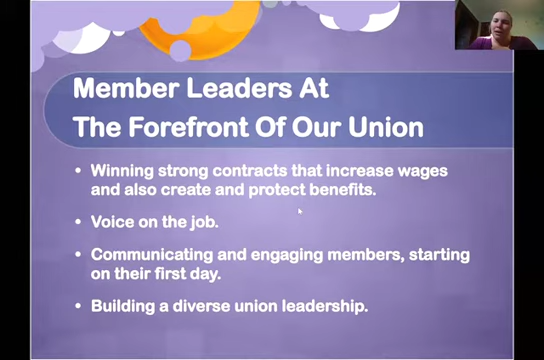 Member Leaders At
The Forefront Of Our Union
• Winning strong contracts that increase wages
and also create and protect benefits.
• Voice on the job.
• Communicating and engaging members, starting
on their first day.
• Building a diverse union leadership.